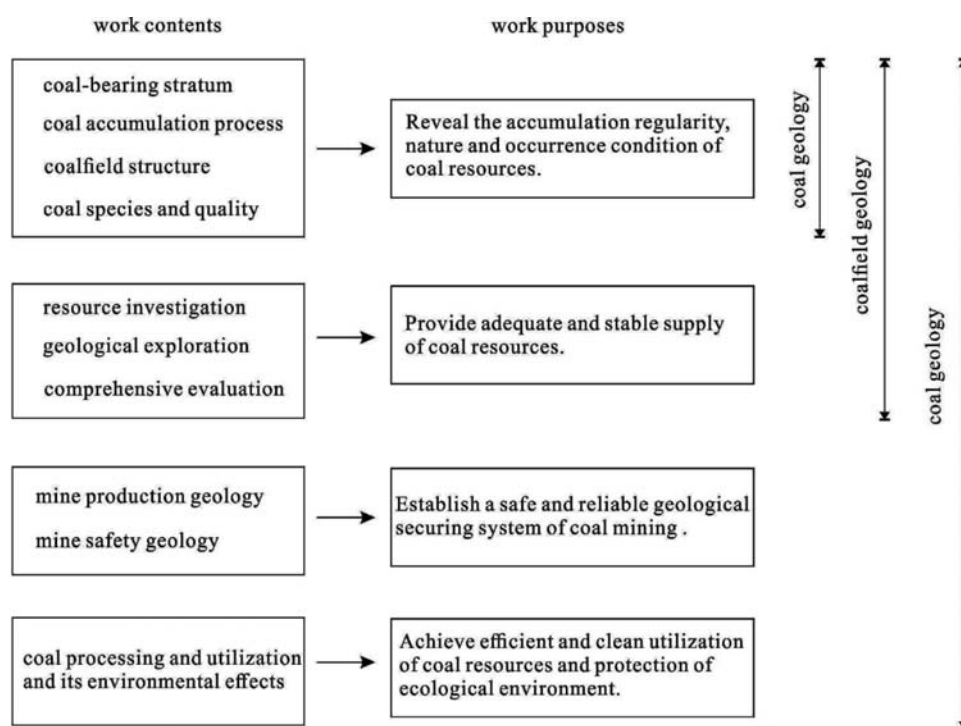 work contents
work purposes
coal-bearing stratum
coal accumulation process
coalfield structure
coal species and quality
Reveal the accumulation regularity,
nature and occurrence condition of
coal resources.
resource investigation
geological exploration
comprehensive evaluation
Provide adequate and stable supply
of coal resources.
mine production geology
mine safety geology
Establish a safe and reliable geological
securing system of coal mining .
coal processing and utilization
and its environmental effects
Achieve efficient and clean utilization
of coal resources and protection of
ecological environment.
coal geology
coalfield geology
coal geology